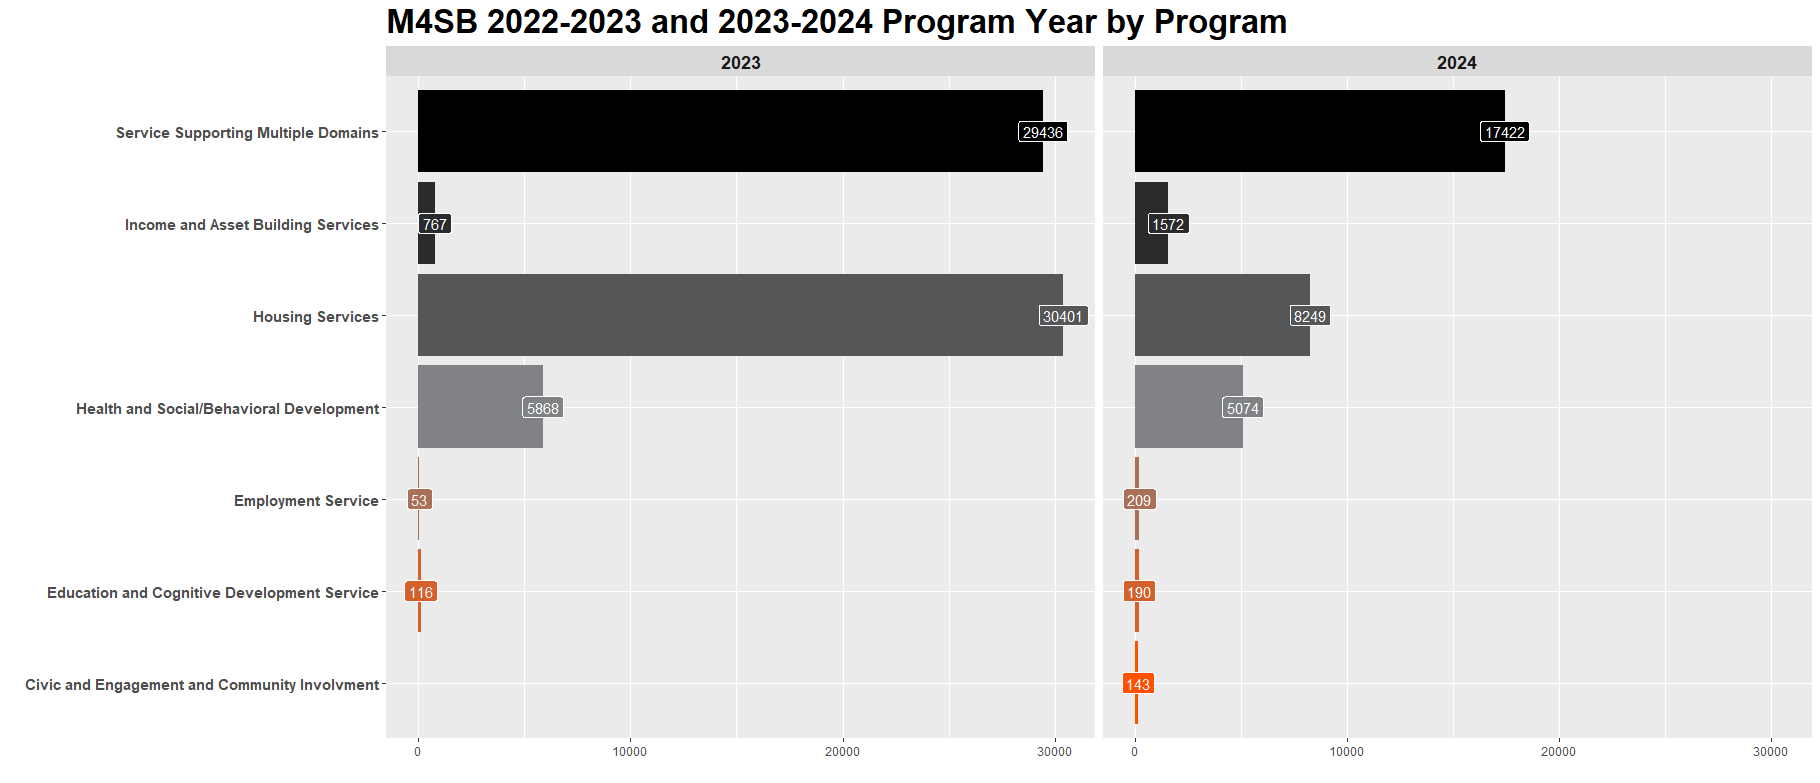 M4SB 2022-2023 and 2023-2024 Program Year by Program
2023
2024
Service Supporting Multiple Domains
29436
17422
Income and Asset Building Services
767
1572
Housing Services
30401
8249
Health and Social/Behavioral Development
5868
5074
Employment Service
53
209
Education and Cognitive Development Service
116
190
Civic and Engagement and Community Involvment
143
0
10000
20000
30000
0
10000
20000
30000